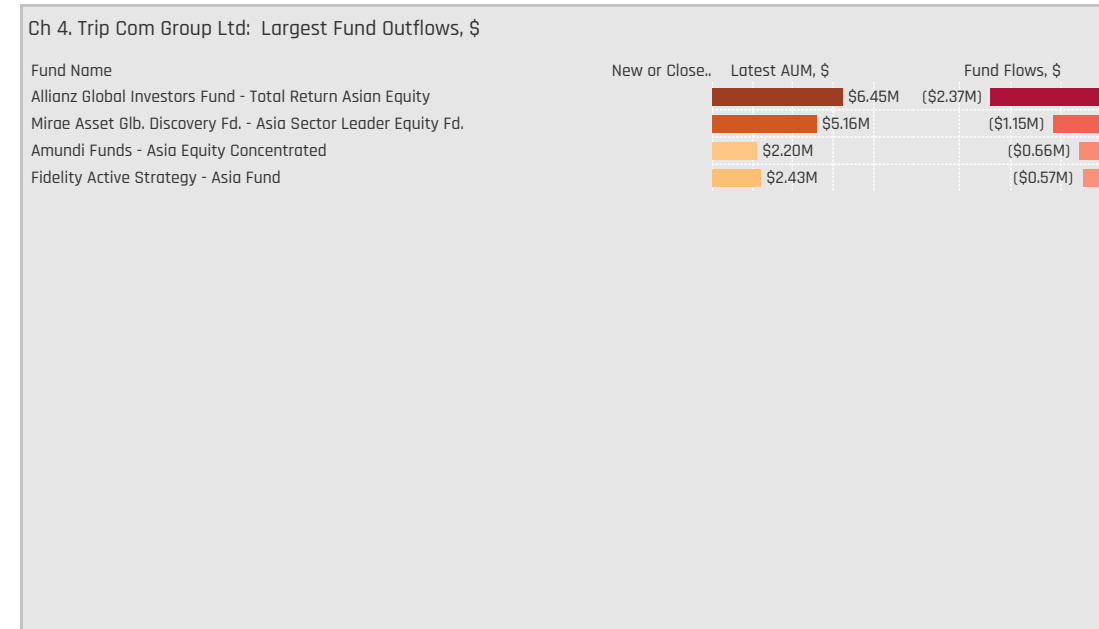 Ch 4. Trip Com Group Ltd:  Largest Fund Outflows, $
Fund Name New or Close.. Latest AUM, $ Fund Flows, $
Allianz Global Investors Fund - Total Return Asian Equity $6.45M ($2.37M)
Mirae Asset Glb. Discovery Fd. - Asia Sector Leader Equity Fd. $5.16M ($1.15M)
Amundi Funds - Asia Equity Concentrated $2.20M ($0.66M)
Fidelity Active Strategy - Asia Fund $2.43M ($0.57M)